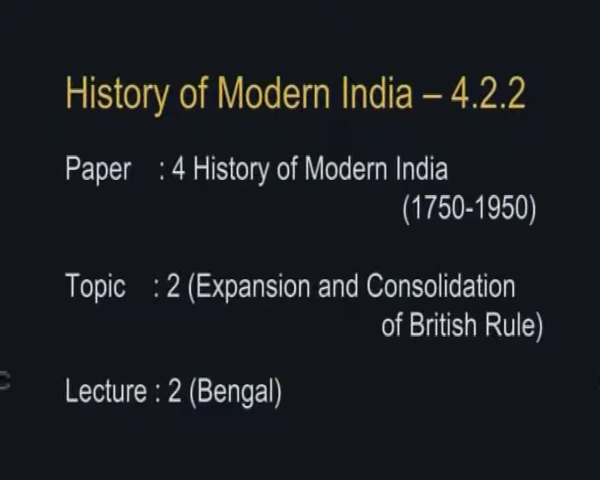 History of Modern India – 4.2.2
Paper : 4 History of Modern India
(1750-1950)
Topic : 2 (Expansion and Consolidation
of British Rule)
Lecture : 2 (Bengal)